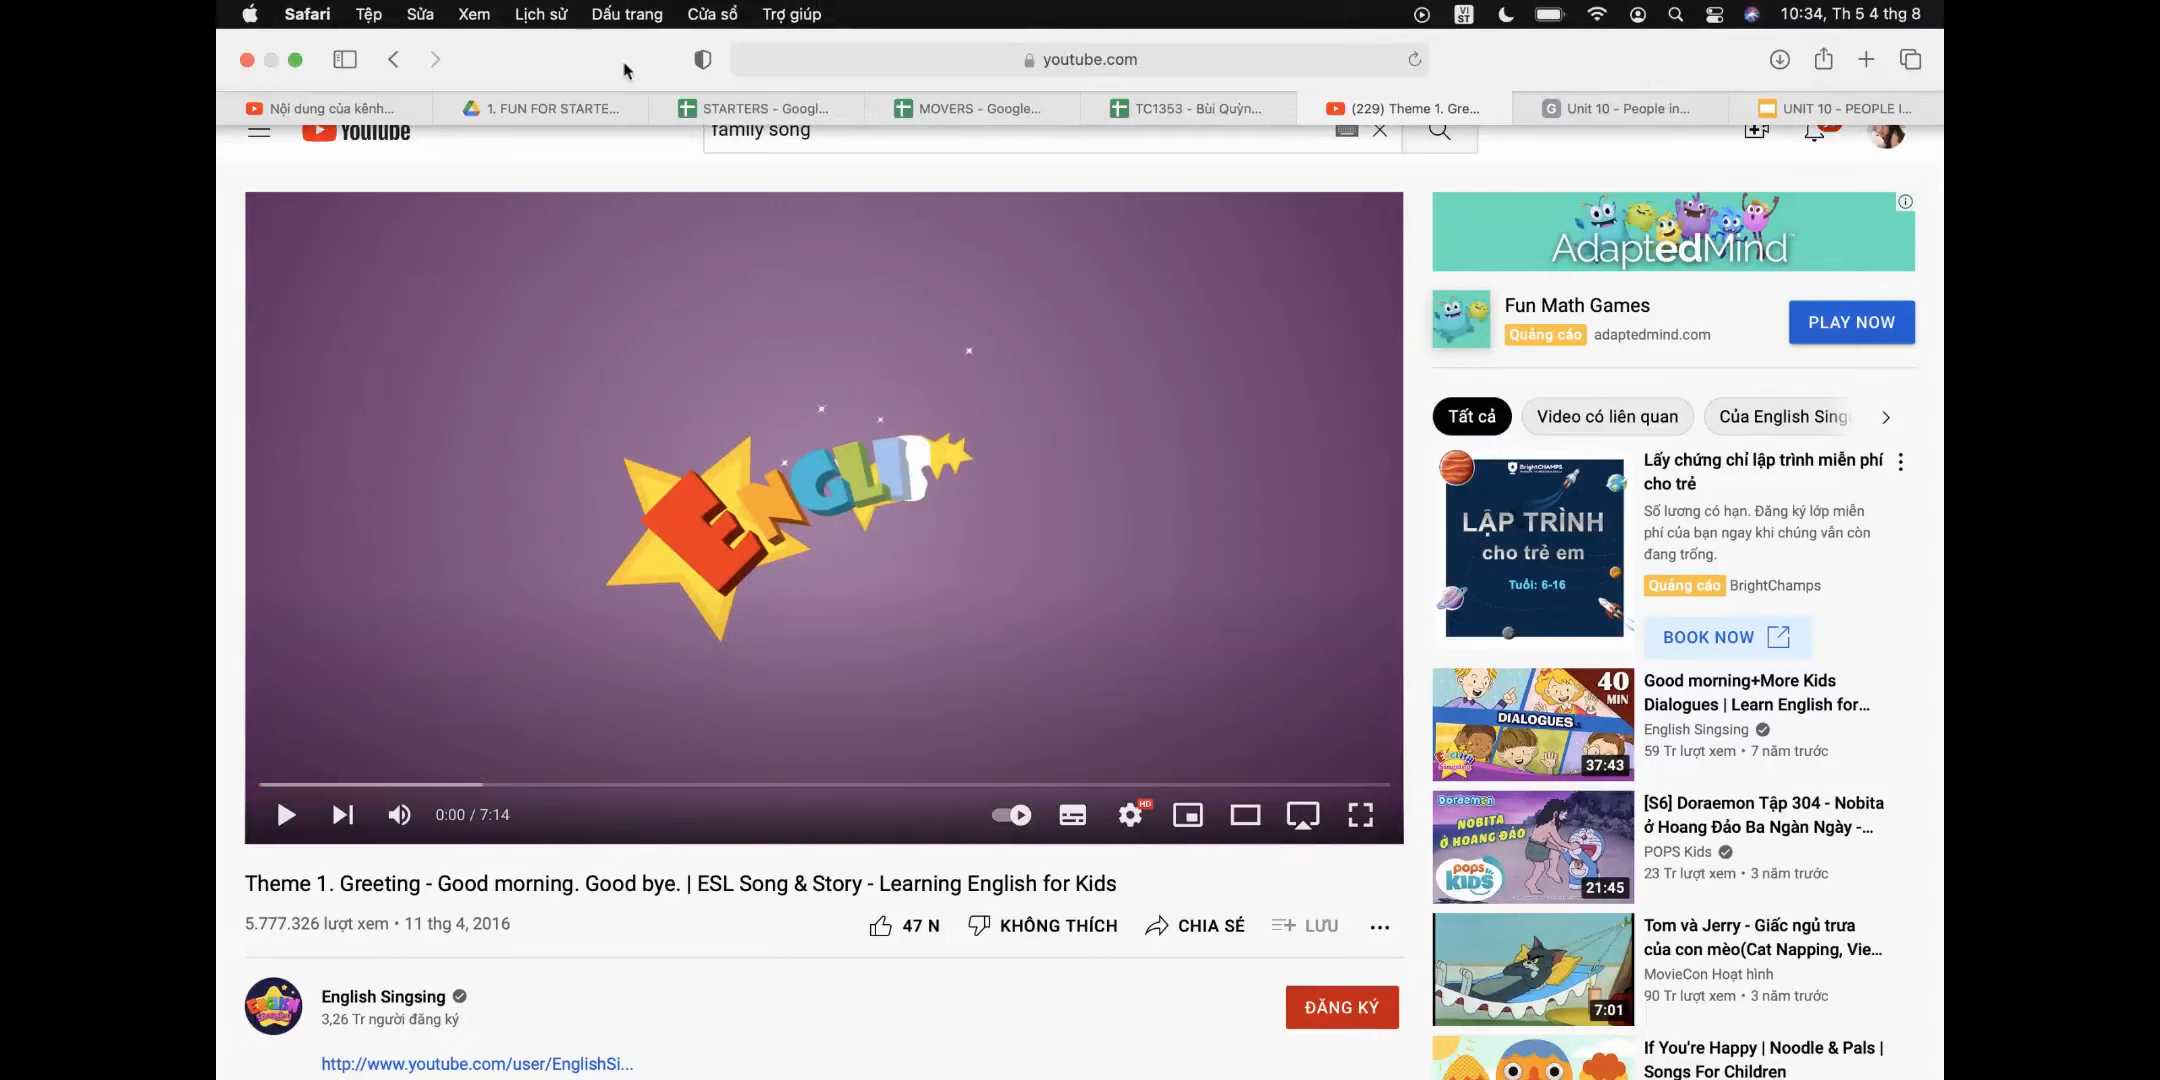 Safari Tệp Sửa Xem Lịch sử Dấu trang Cửa sổ Trợ giúp VI ST 10:34, Th 5 4 thg 8
youtube.com
Nội dung của kênh... 1. FUN FOR STARTE... STARTERS - Googl... MOVERS - Google... TC1353 - Bùi Quỳn... (229) Theme 1. Gre... G Unit 10 - People in... UNIT 10 - PEOPLE I...
YouTube family song
AdaptedMind
Fun Math Games
Quảng cáo adaptedmind.com
PLAY NOW
Tất cả Video có liên quan Của English Sing
ENGLIS
BrightCHAMPS
LẬP TRÌNH
cho trẻ em
Tuổi: 6-16
Lấy chứng chỉ lập trình miễn phí
cho trẻ
Số lương có hạn. Đăng ký lớp miễn
phí của bạn ngay khi chúng vẫn còn
đang trống.
Quảng cáo BrightChamps
BOOK NOW
40
MIN
DIALOGUES
ENGLISH
singsing
37:43
Good morning+More Kids
Dialogues | Learn English for...
English Singsing
59 Tr lượt xem • 7 năm trước
Doraemon
NOBITA
Ở HOANG ĐẢO
POPS
KIDS
21:45
[S6] Doraemon Tập 304 - Nobita
ở Hoang Đảo Ba Ngàn Ngày -...
POPS Kids
23 Tr lượt xem • 3 năm trước
7:01
Tom và Jerry - Giấc ngủ trưa
của con mèo(Cat Napping, Vie...
MovieCon Hoạt hình
90 Tr lượt xem • 3 năm trước
If You're Happy | Noodle & Pals |
Songs For Children
0:00 / 7:14 HD
Theme 1. Greeting - Good morning. Good bye. | ESL Song & Story - Learning English for Kids
5.777.326 lượt xem • 11 thg 4, 2016
47 N KHÔNG THÍCH CHIA SẺ LƯU
English Singsing
3,26 Tr người đăng ký
ĐĂNG KÝ
http://www.youtube.com/user/EnglishSi...